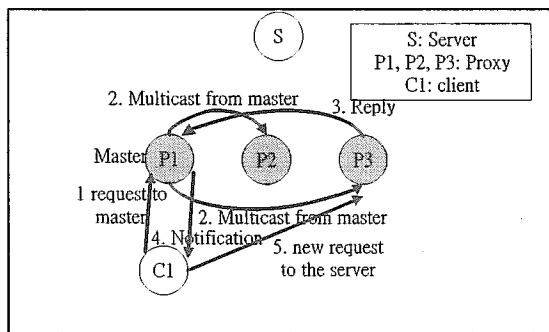 S
S: Server
P1, P2, P3: Proxy
C1: client
2. Multicast from master
3. Reply
Master
P1
P2
P3
1 request to
master
2. Multicast from master
4. Notification
5. new request
to the server
C1